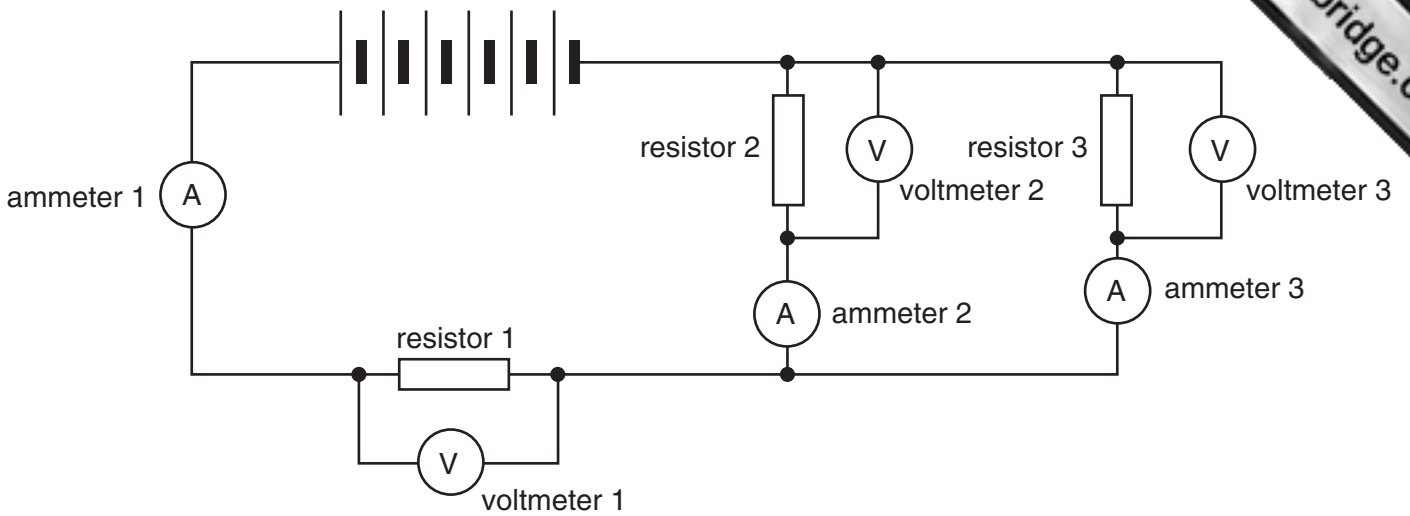 resistor 2
V
voltmeter 2
resistor 3
V
voltmeter 3
ammeter 1
A
A
ammeter 2
A
ammeter 3
resistor 1
V
voltmeter 1